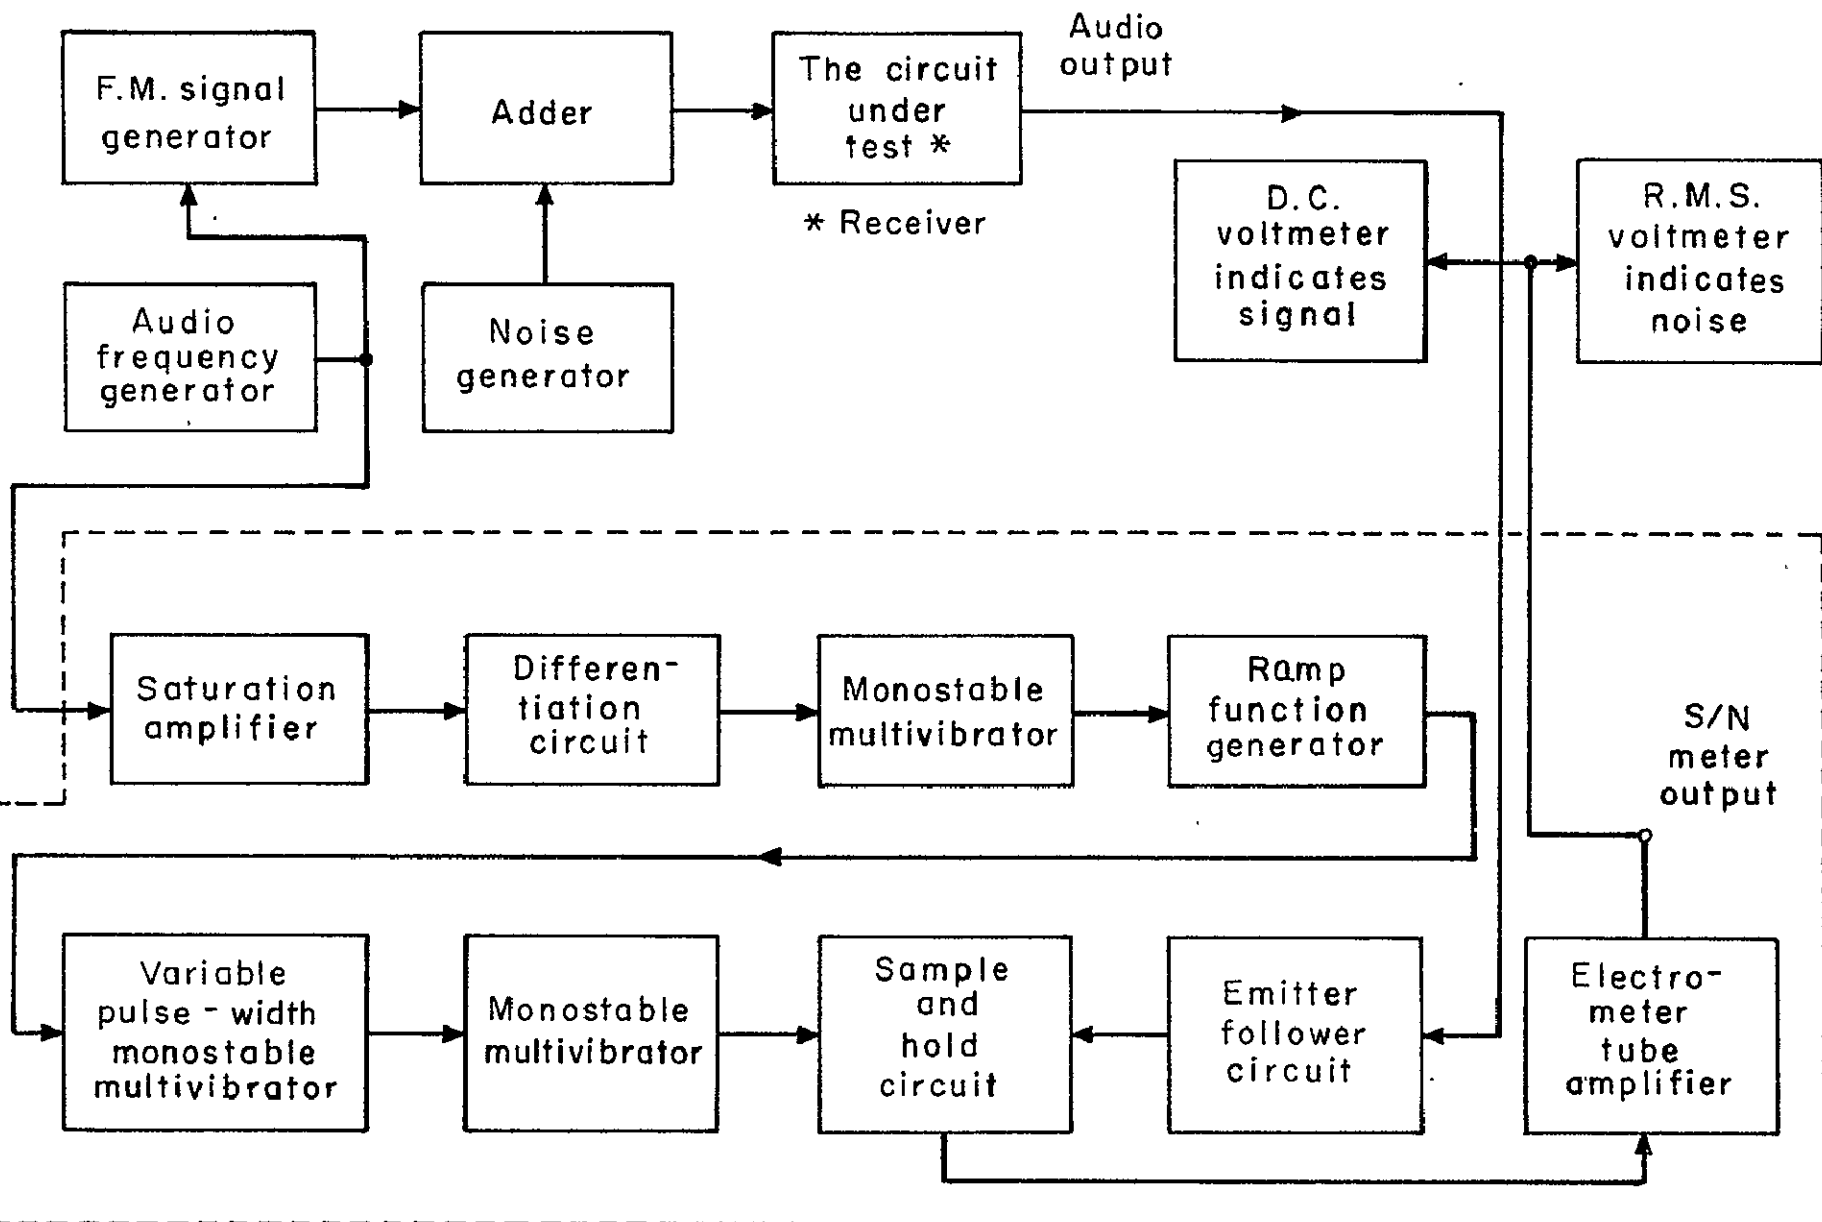 F.M. signal
generator
Adder
The circuit
under
test *
Audio
output
* Receiver
D.C.
voltmeter
indicates
signal
R.M.S.
voltmeter
indicates
noise
Audio
frequency
generator
Noise
generator
Saturation
amplifier
Differen-
tiation
circuit
Monostable
multivibrator
Ramp
function
generator
S/N
meter
output
Variable
pulse-width
monostable
multivibrator
Monostable
multivibrator
Sample
and
hold
circuit
Emitter
follower
circuit
Electro-
meter
tube
amplifier